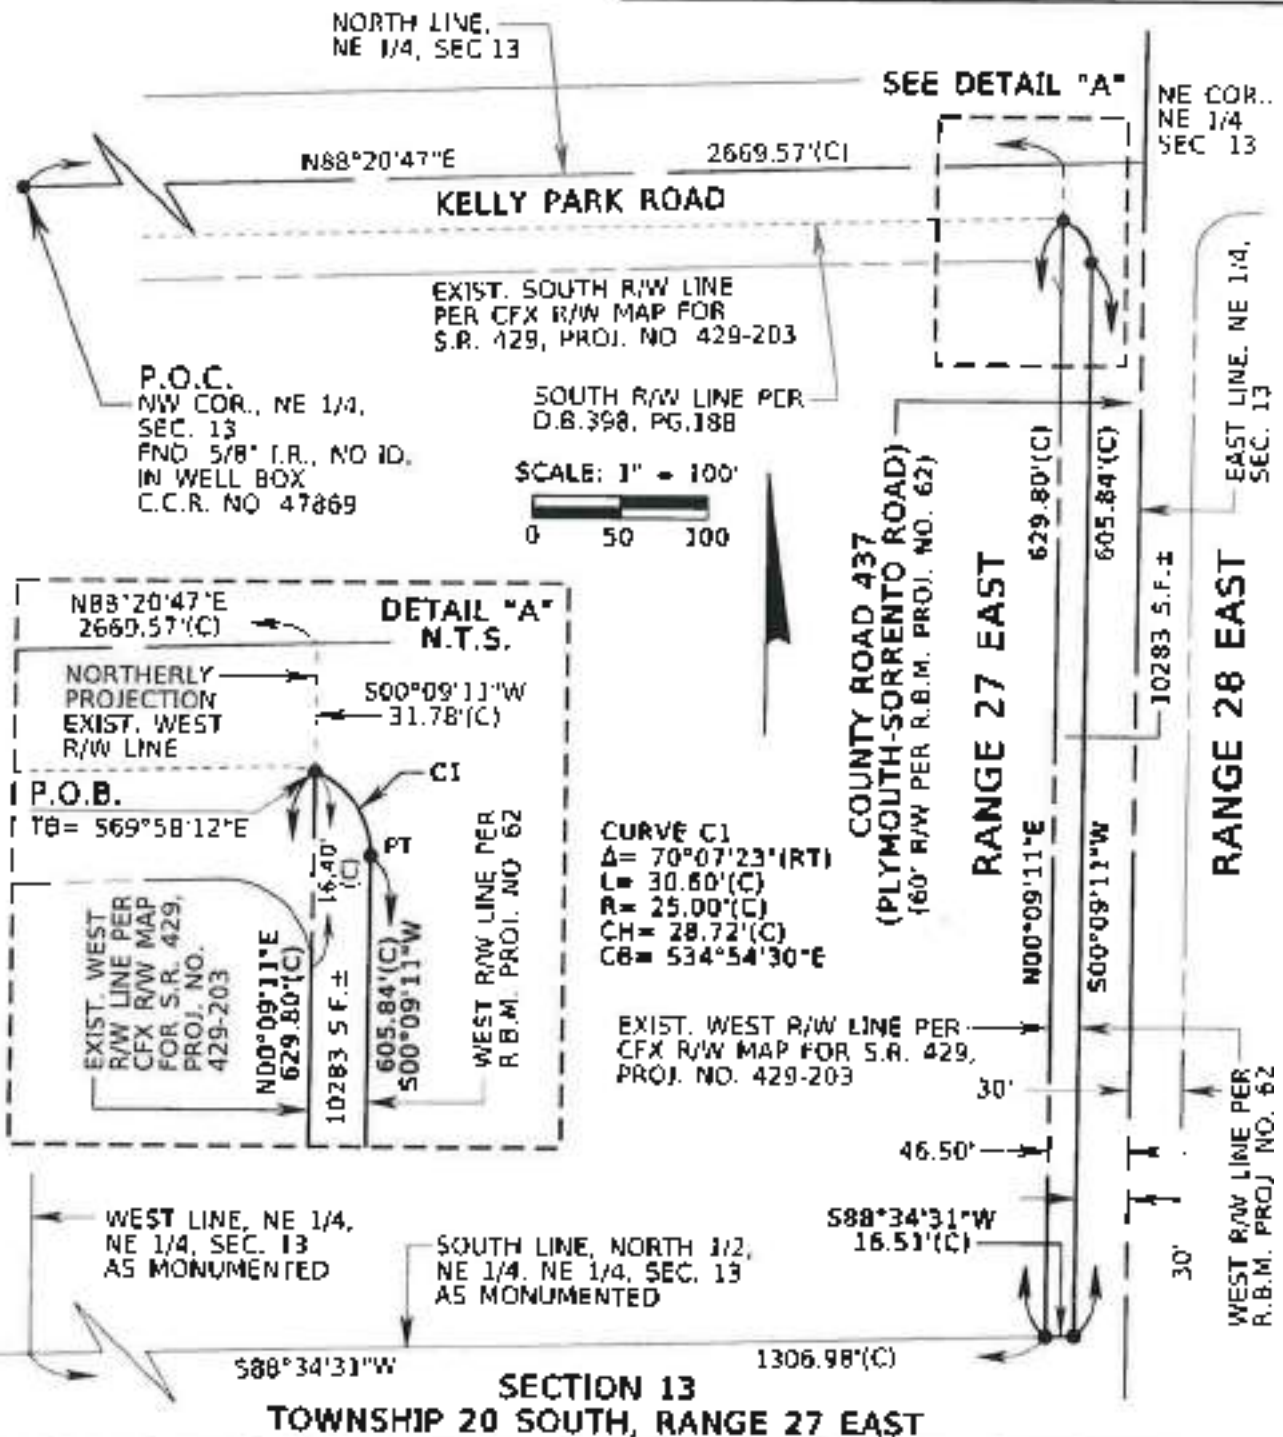 NORTH LINE,
NE 1/4, SEC 13
SEE DETAIL "A"
NE COR.,
NE 1/4
SEC 13
N88°20'47"E
2669.57'(C)
KELLY PARK ROAD
EXIST. SOUTH R/W LINE
PER CFX R/W MAP FOR
S.R. 429, PROJ. NO 429-203
P.O.C.
NW COR., NE 1/4,
SEC. 13
FND 5/8" I.R., NO ID,
IN WELL BOX
C.C.R. NO 47869
SOUTH R/W LINE PER
D.B.398, PG.188
SCALE: 1" = 100'
0 50 100
COUNTY ROAD 437
(PLYMOUTH-SORRENTO ROAD)
(60' R/W PER R.B.M. PROJ. NO. 62)
RANGE 27 EAST
629.80'(C)
605.84'(C)
10283 S.F.±
EAST LINE, NE 1/4,
SEC. 13
RANGE 28 EAST
N00°09'11"E
S00°09'11"W
DETAIL "A"
N.T.S.
N88°20'47"E
2669.57'(C)
NORTHERLY
PROJECTION
EXIST. WEST
R/W LINE
S00°09'11"W
31.78'(C)
C1
P.O.B.
TB= S69°58'12"E
PT
16.40'
(C)
EXIST. WEST
R/W LINE PER
CFX R/W MAP
FOR S.R. 429,
PROJ. NO.
429-203
N00°09'11"E
629.80'(C)
10283 S.F.±
605.84'(C)
S00°09'11"W
WEST R/W LINE PER
R.B.M. PROJ. NO 62
CURVE C1
Δ= 70°07'23"(RT)
L= 30.60'(C)
R= 25.00'(C)
CH= 28.72'(C)
CB= S34°54'30"E
EXIST. WEST R/W LINE PER
CFX R/W MAP FOR S.R. 429,
PROJ. NO. 429-203
30'
46.50'
S88°34'31"W
16.51'(C)
30'
WEST R/W LINE PER
R.B.M. PROJ NO. 62
WEST LINE, NE 1/4,
NE 1/4, SEC. 13
AS MONUMENTED
SOUTH LINE, NORTH 1/2,
NE 1/4, NE 1/4, SEC. 13
AS MONUMENTED
S88°34'31"W
1306.98'(C)
SECTION 13
TOWNSHIP 20 SOUTH, RANGE 27 EAST